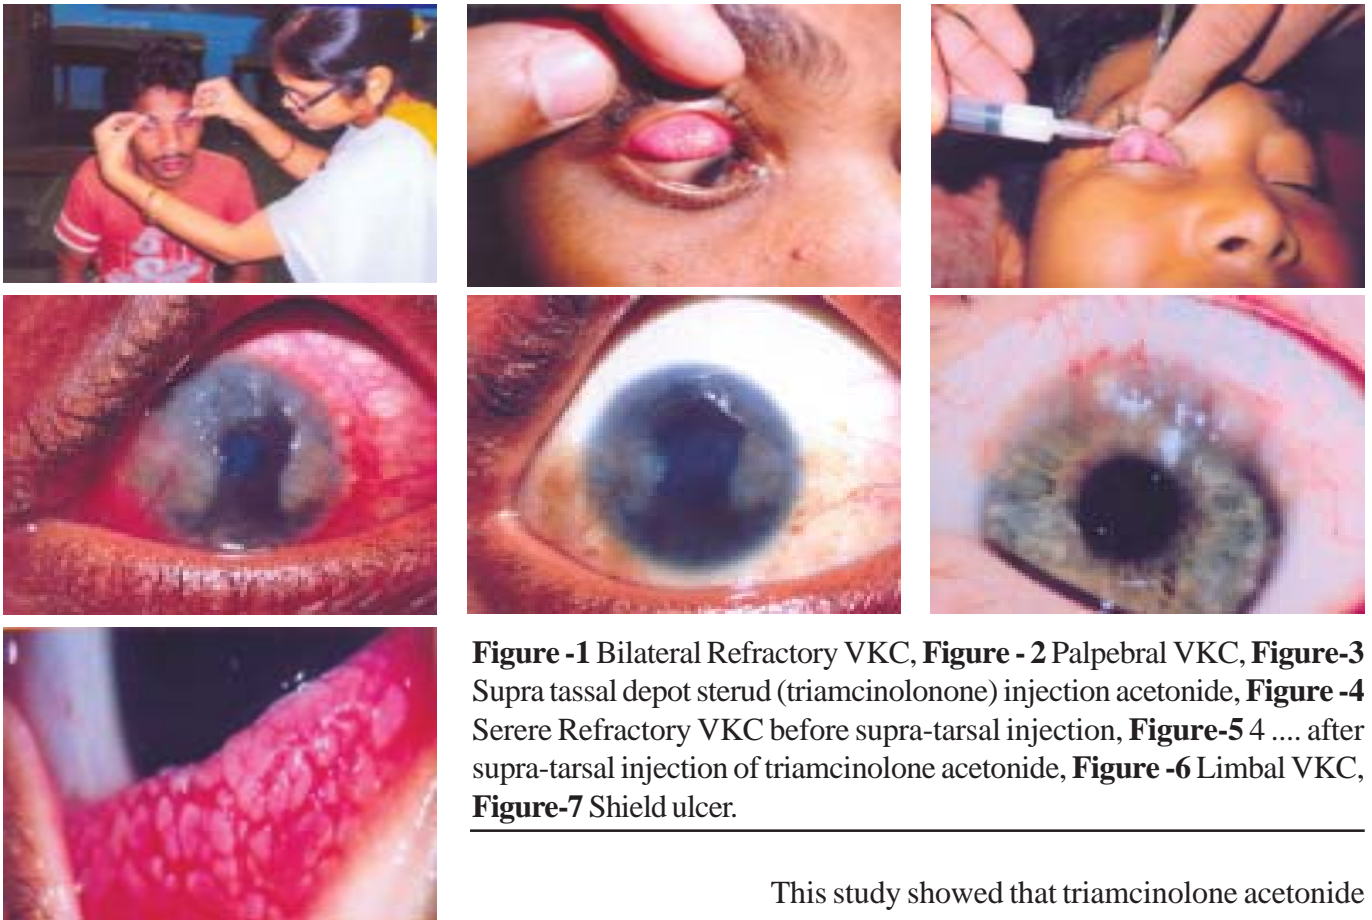 Figure -1 Bilateral Refractory VKC, Figure - 2 Palpebral VKC, Figure-3
Supra tassal depot sterud (triamcinolonone) injection acetonide, Figure -4
Serere Refractory VKC before supra-tarsal injection, Figure-5 4 .... after
supra-tarsal injection of triamcinolone acetonide, Figure -6 Limbal VKC,
Figure-7 Shield ulcer.
This study showed that triamcinolone acetonide